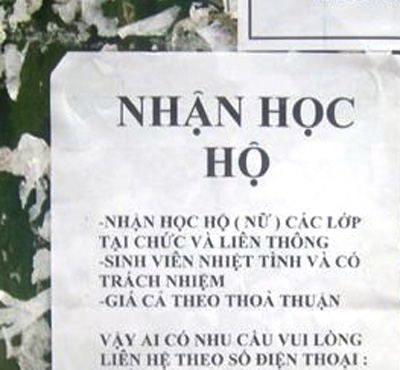 NHẬN HỌC
HỘ
-NHẬN HỌC HỘ ( NỮ ) CÁC LỚP
TẠI CHỨC VÀ LIÊN THÔNG
-SINH VIÊN NHIỆT TÌNH VÀ CÓ
TRÁCH NHIỆM
-GIÁ CẢ THEO THOẢ THUẬN
VẬY AI CÓ NHU CẦU VUI LÒNG
LIÊN HỆ THEO SỐ ĐIỆN THOẠI :